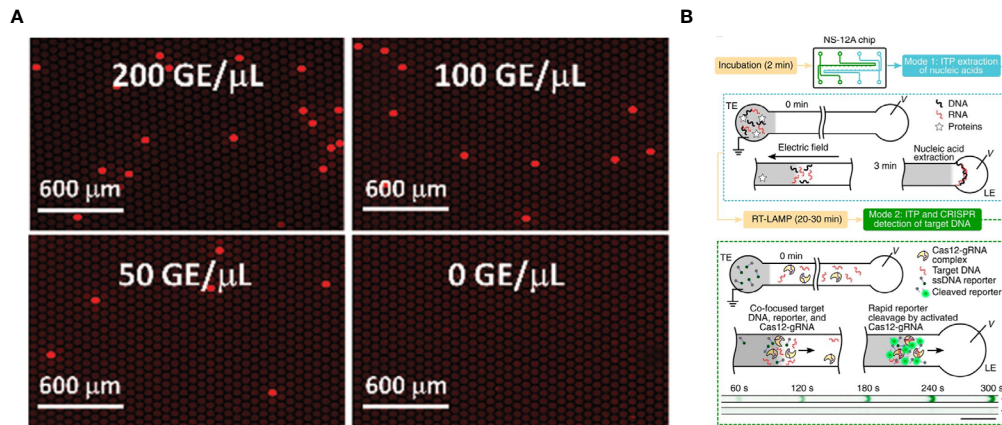 A
200 GE/μL
600 μm
100 GE/μL
600 μm
50 GE/μL
600 μm
0 GE/μL
600 μm
B
NS-12A chip
Incubation (2 min)
Mode 1: ITP extraction
of nucleic acids
TE
0 min
V
DNA
RNA
Proteins
Electric field
3 min
Nucleic acid
extraction
V
LE
RT-LAMP (20-30 min)
Mode 2: ITP and CRISPR
detection of target DNA
TE
0 min
V
Cas12-gRNA
complex
Target DNA
ssDNA reporter
Cleaved reporter
Co-focused target
DNA, reporter, and
Cas12-gRNA
Rapid reporter
cleavage by activated
Cas12-gRNA
V
LE
60 s
120 s
180 s
240 s
300 s